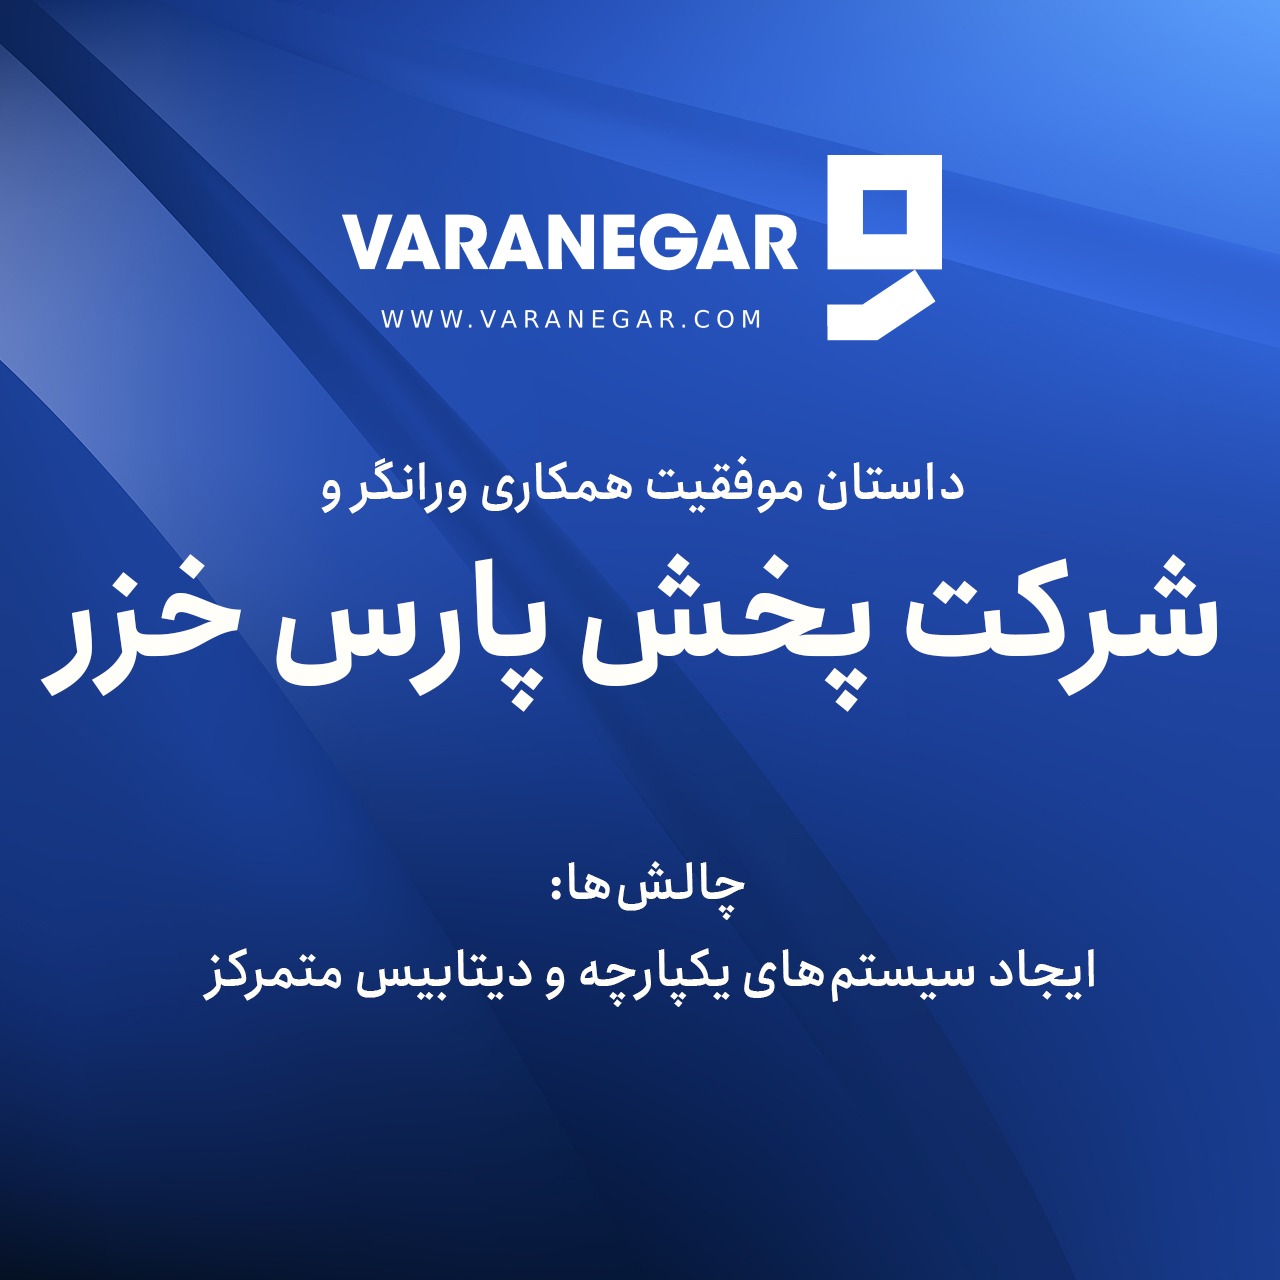 VARANEGAR
WWW.VARANEGAR.COM
داستان موفقیت همکاری ورانگر و
شرکت پخش پارس خزر
چالش‌ها:
ایجاد سیستم‌های یکپارچه و دیتابیس متمرکز